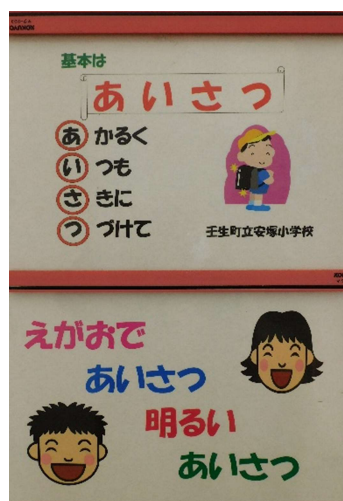 基本は
あいさつ
あかるく
いつも
さきに
つづけて
壬生町立安塚小学校
えがおで
あいさつ
明るい
あいさつ